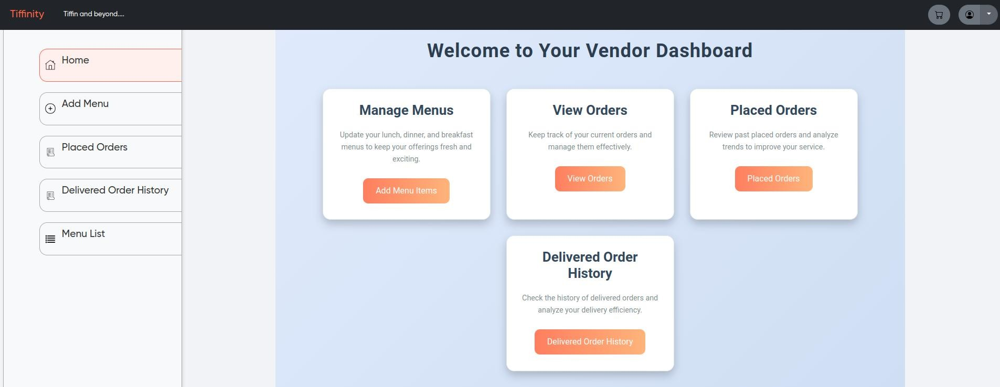 Tiffinity
Tiffin and beyond....
Home
Add Menu
Placed Orders
Delivered Order History
Menu List
Welcome to Your Vendor Dashboard
Manage Menus
Update your lunch, dinner, and breakfast
menus to keep your offerings fresh and
exciting.
Add Menu Items
View Orders
Keep track of your current orders and
manage them effectively.
View Orders
Placed Orders
Review past placed orders and analyze
trends to improve your service.
Placed Orders
Delivered Order
History
Check the history of delivered orders and
analyze your delivery efficiency.
Delivered Order History